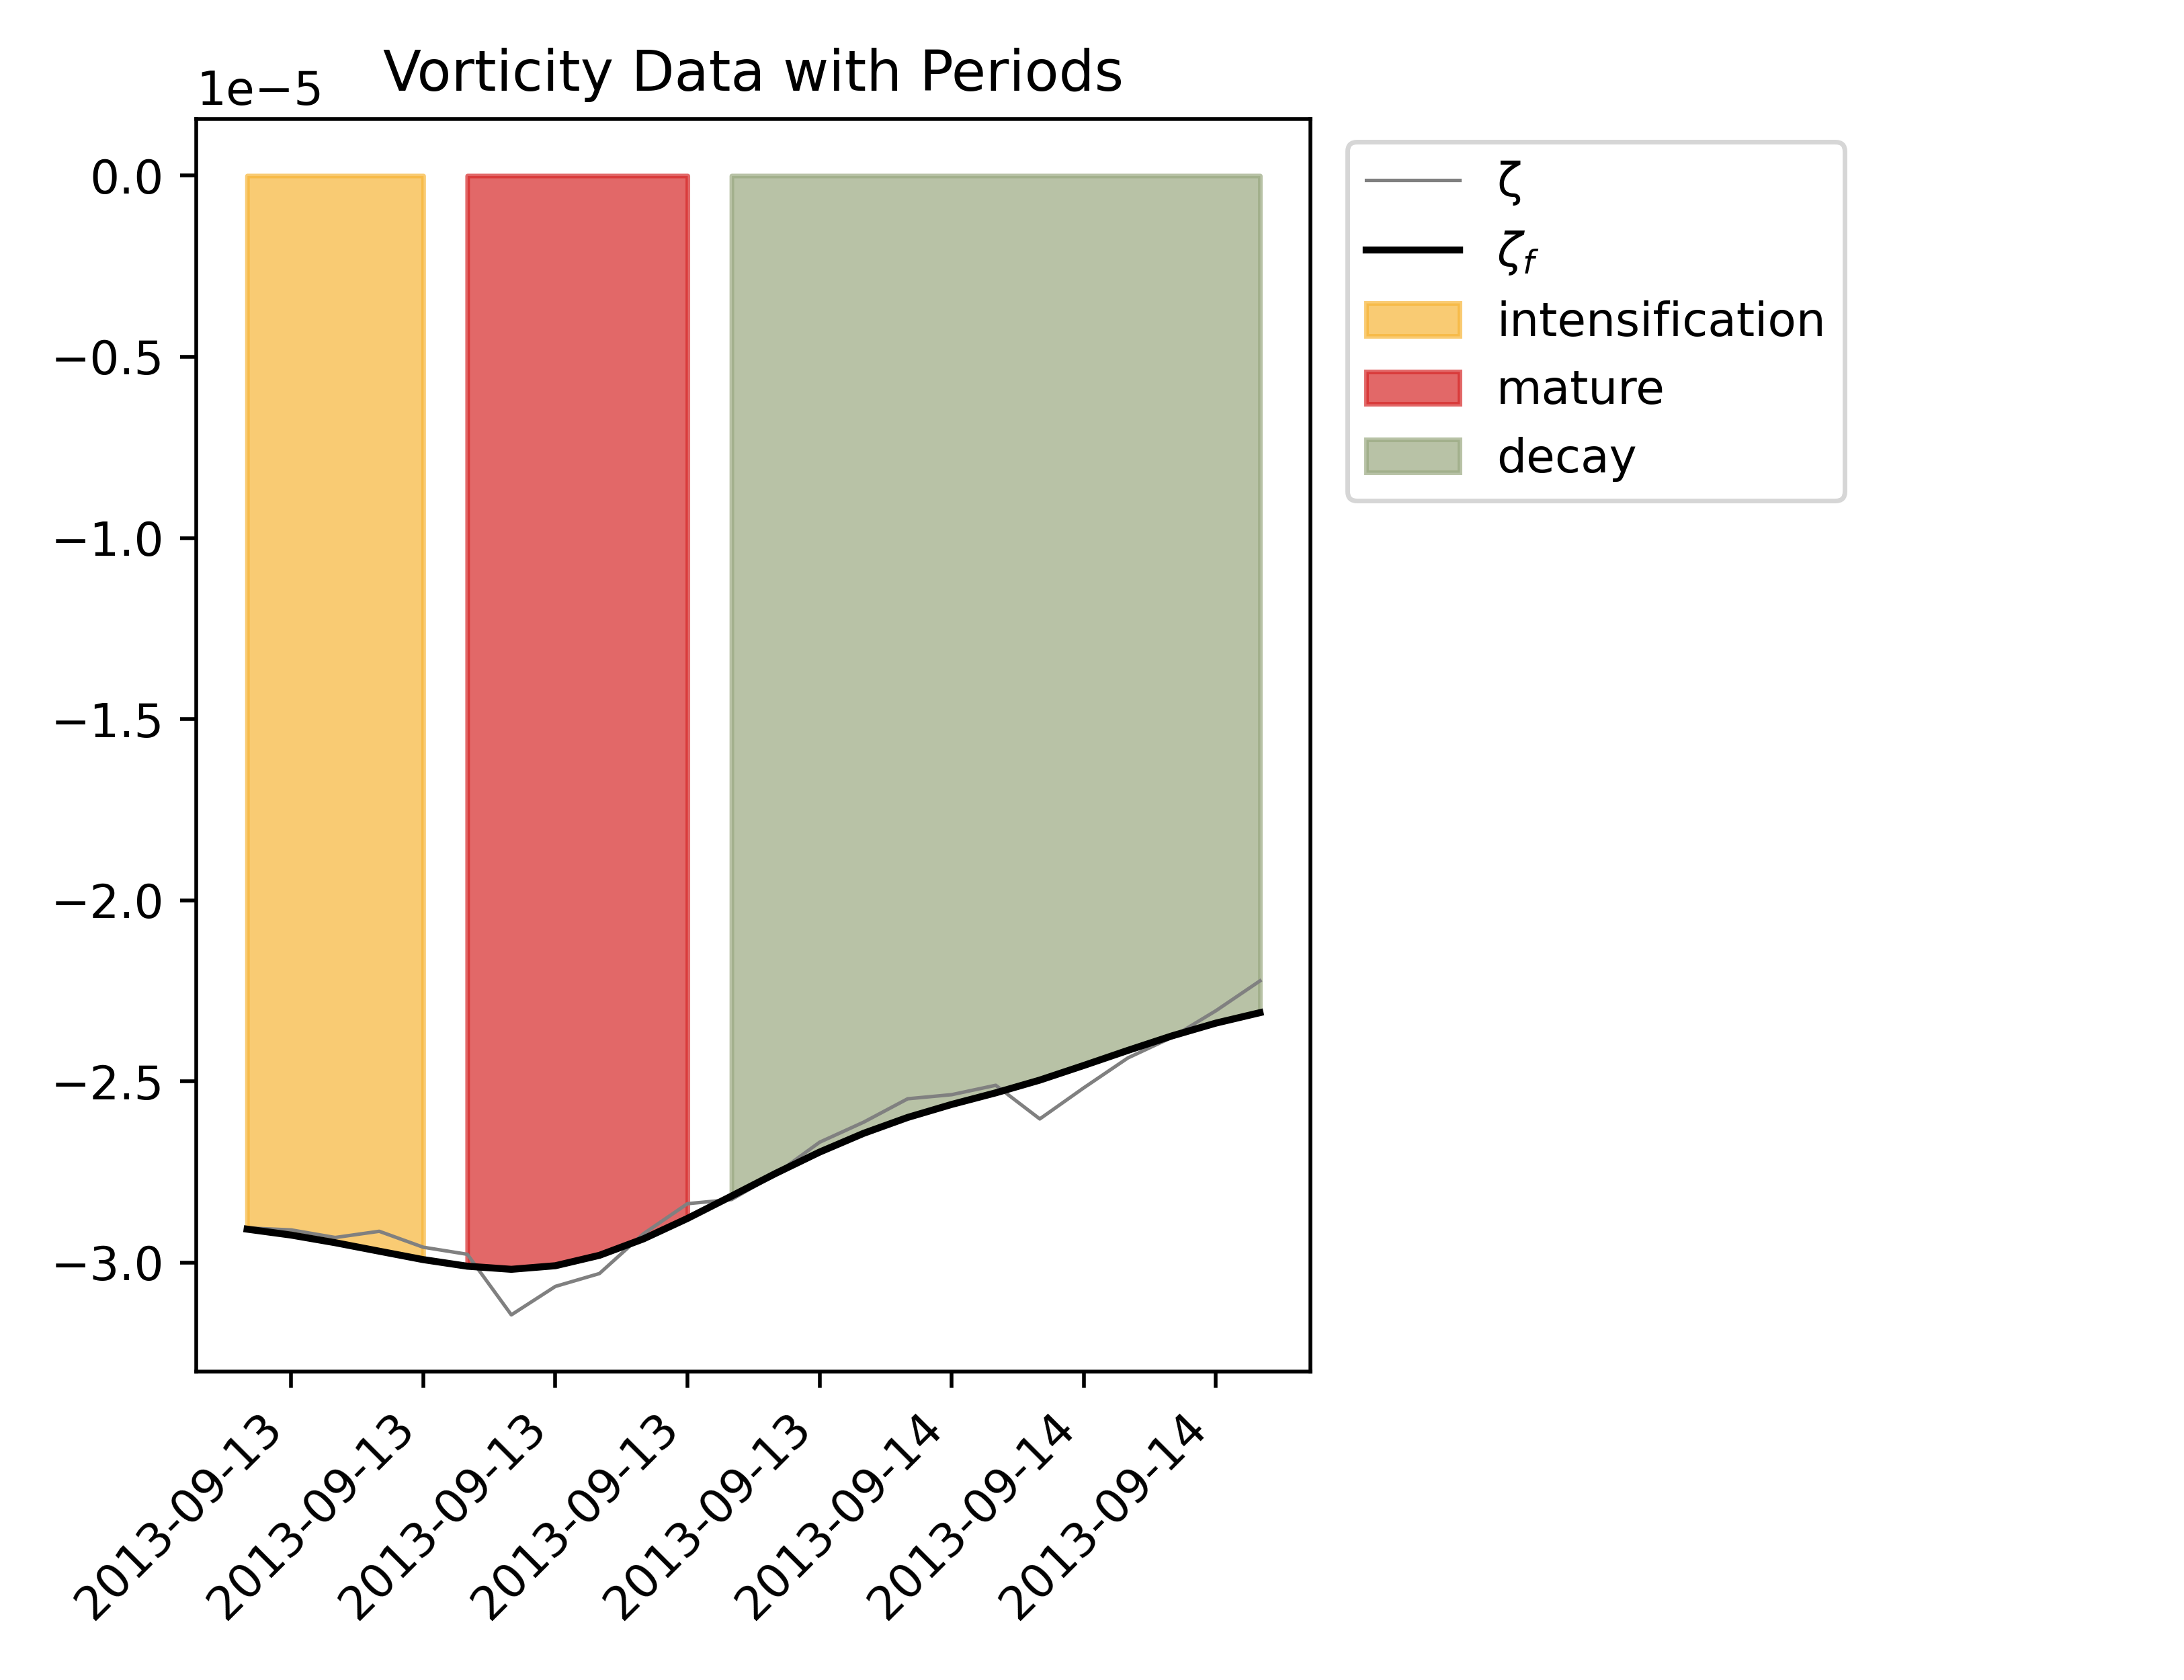 Vorticity Data with Periods
1e−5
0.0
−0.5
−1.0
−1.5
−2.0
−2.5
−3.0
2013-09-13
2013-09-13
2013-09-13
2013-09-13
2013-09-13
2013-09-14
2013-09-14
2013-09-14
ζ
ζf
intensification
mature
decay